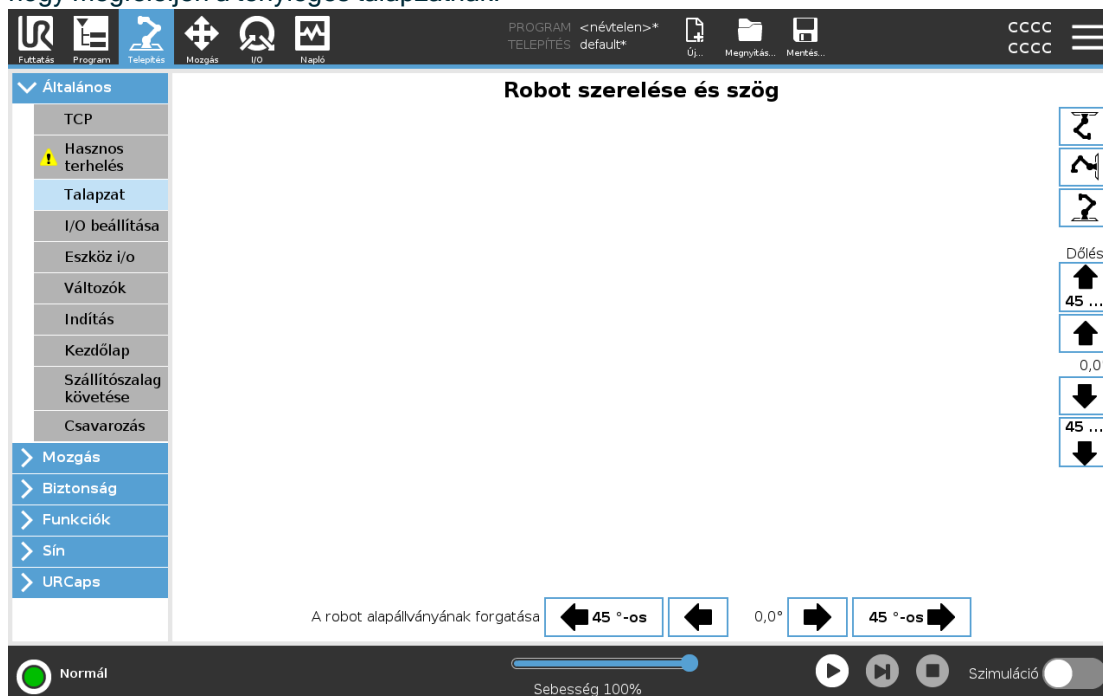 PROGRAM <névtelen>*
TELEPÍTÉS default*
CCCC
CCCC
Futtatás
Program
Telepítés
Mozgás
I/O
Napló
Új...
Megnyitás...
Mentés...
Általános
TCP
Hasznos
terhelés
Talapzat
I/O beállítása
Eszköz i/o
Változók
Indítás
Kezdőlap
Szállítószalag
követése
Csavarozás
Mozgás
Biztonság
Funkciók
Sín
URCaps
Robot szerelése és szög
Dőlés
45 ...
0,0
45 ...
A robot alapállványának forgatása 45 °-os 0,0° 45 °-os
Normál
Sebesség 100%
Szimuláció